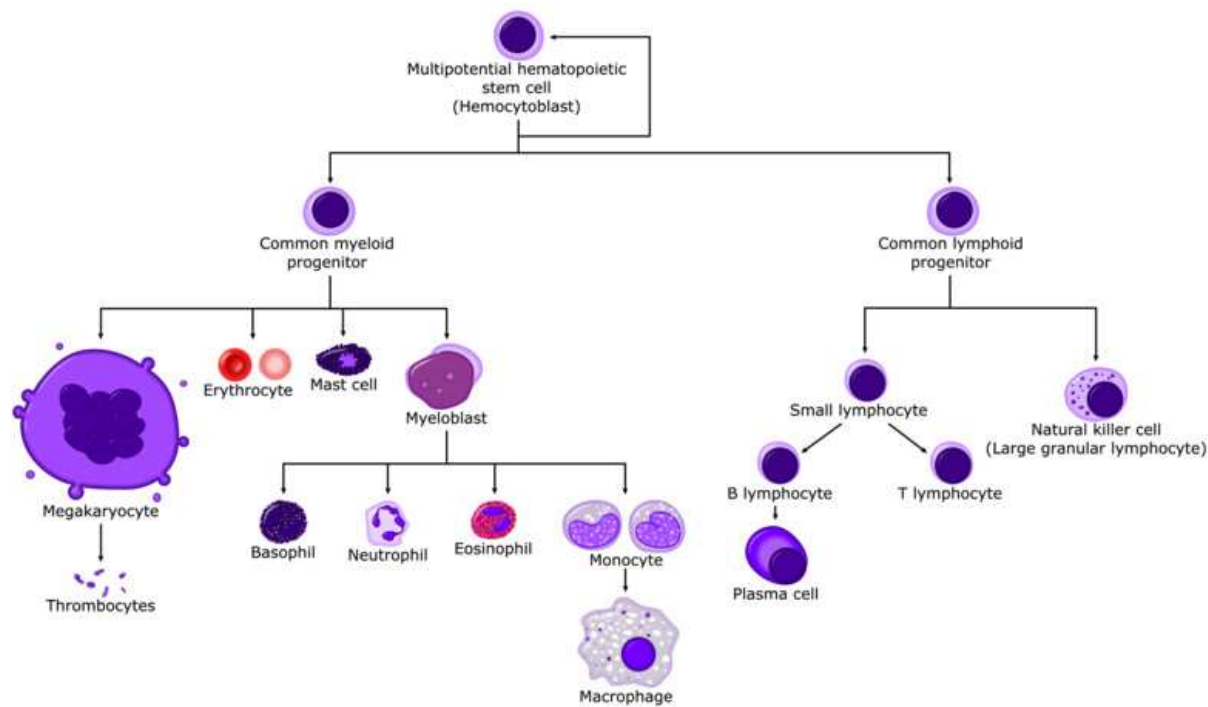 Multipotential hematopoietic
stem cell
(Hemocytoblast)
Common myeloid
progenitor
Common lymphoid
progenitor
Erythrocyte
Mast cell
Myeloblast
Small lymphocyte
Natural killer cell
(Large granular lymphocyte)
Megakaryocyte
Basophil
Neutrophil
Eosinophil
Monocyte
B lymphocyte
T lymphocyte
Thrombocytes
Plasma cell
Macrophage